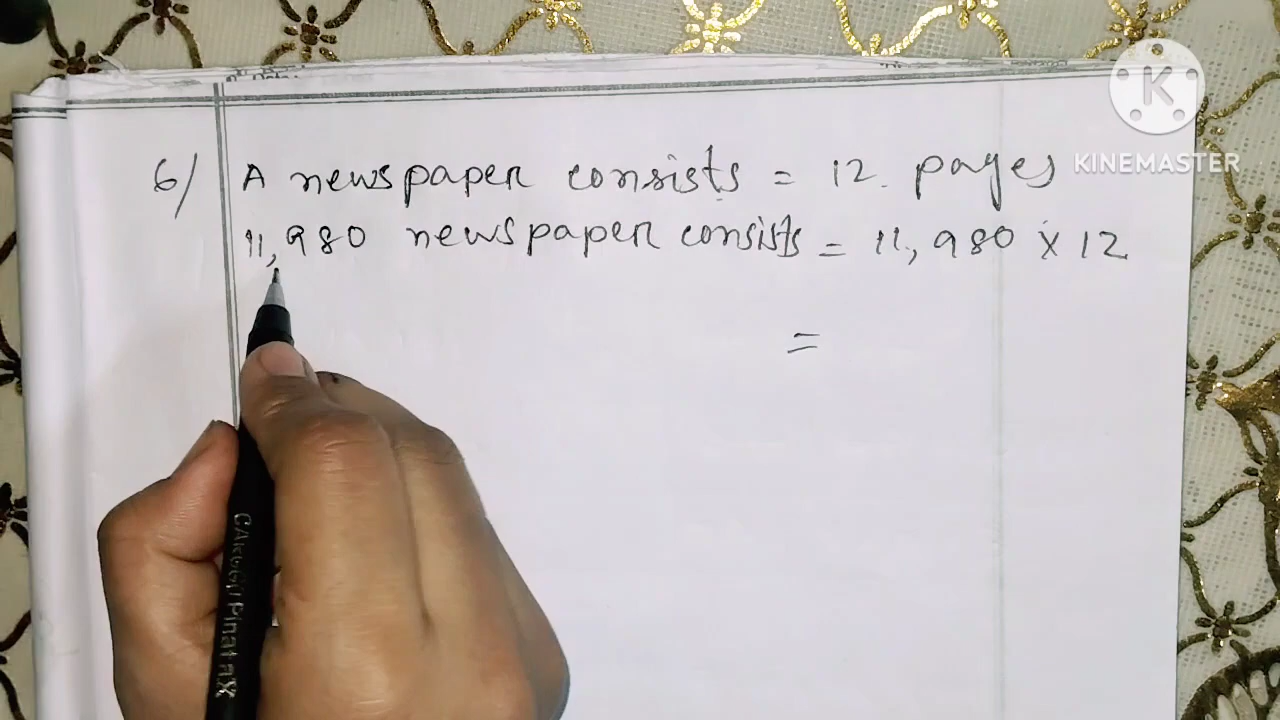 K
KINEMASTER
6/ A newspaper consists = 12 pages
11,980 newspaper consists = 11,980 × 12
=